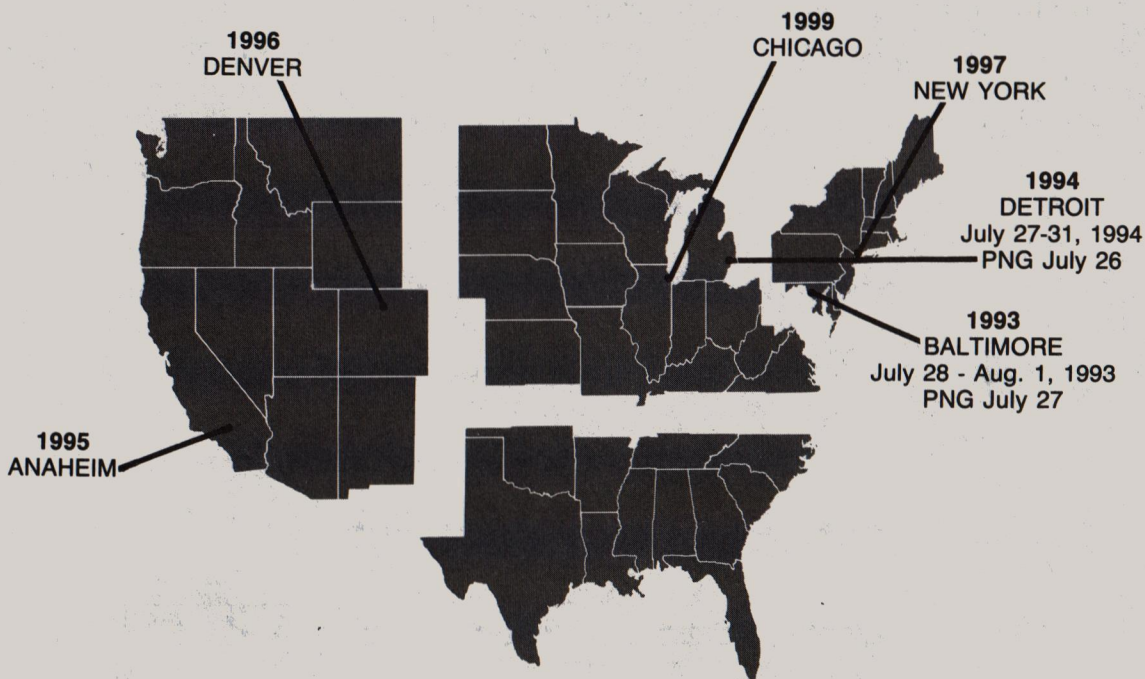 1996
DENVER
1999
CHICAGO
1997
NEW YORK
1994
DETROIT
July 27-31, 1994
PNG July 26
1993
BALTIMORE
July 28 - Aug. 1, 1993
PNG July 27
1995
ANAHEIM